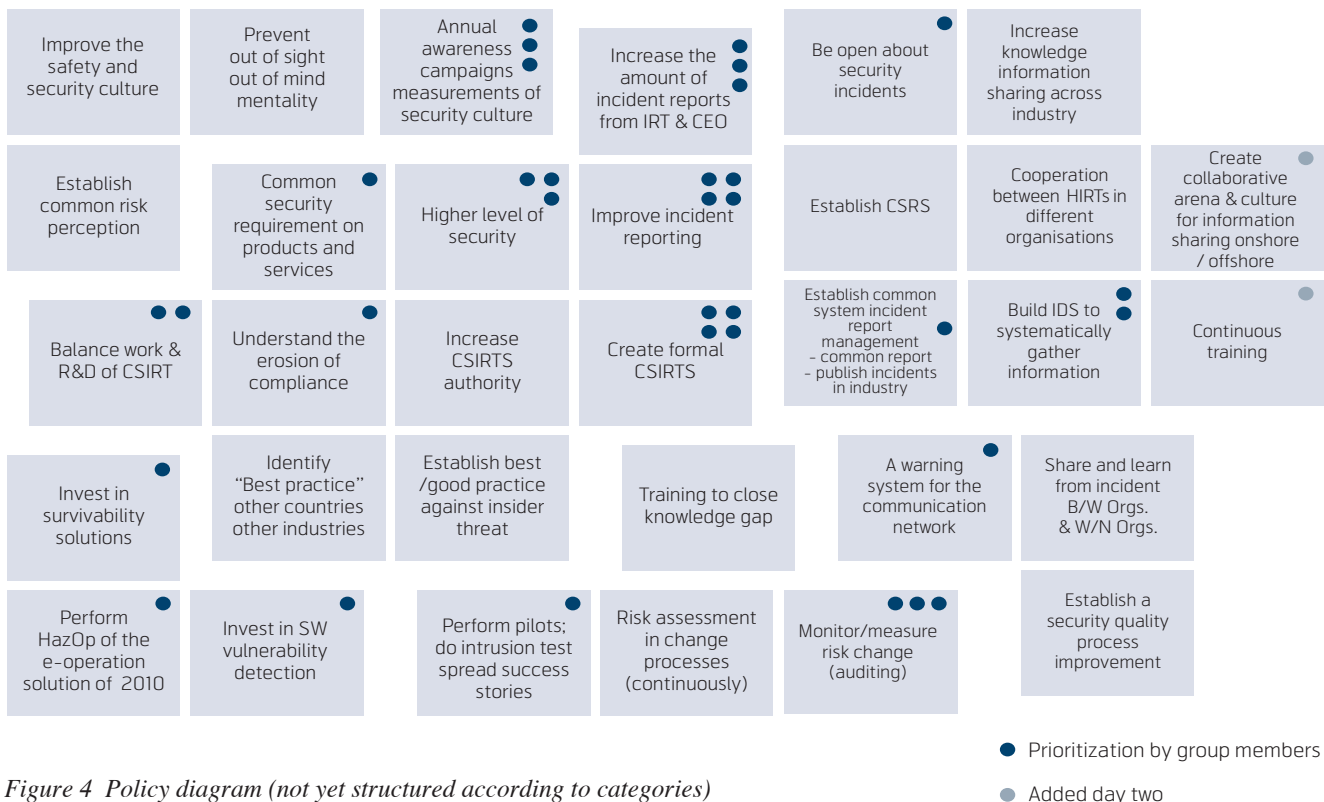 Improve the
safety and
security culture
Prevent
out of sight
out of mind
mentality
Annual
awareness
campaigns
measurements of
security culture
Increase the
amount of
incident reports
from IRT & CEO
Be open about
security
incidents
Increase
knowledge
information
sharing across
industry
Establish
common risk
perception
Common
security
requirement on
products and
services
Higher level of
security
Improve incident
reporting
Establish CSRS
Cooperation
between HIRTs in
different
organisations
Create
collaborative
arena & culture
for information
sharing onshore
/ offshore
Balance work &
R&D of CSIRT
Understand the
erosion of
compliance
Increase
CSIRTS
authority
Create formal
CSIRTS
Establish common
system incident
report
management
- common report
- publish incidents
in industry
Build IDS to
systematically
gather
information
Continuous
training
Invest in
survivability
solutions
Identify
“Best practice”
other countries
other industries
Establish best
/good practice
against insider
threat
Training to close
knowledge gap
A warning
system for the
communication
network
Share and learn
from incident
B/W Orgs.
& W/N Orgs.
Perform
HazOp of the
e-operation
solution of 2010
Invest in SW
vulnerability
detection
Perform pilots;
do intrusion test
spread success
stories
Risk assessment
in change
processes
(continuously)
Monitor/measure
risk change
(auditing)
Establish a
security quality
process
improvement
Prioritization by group members
Added day two
Figure 4 Policy diagram (not yet structured according to categories)